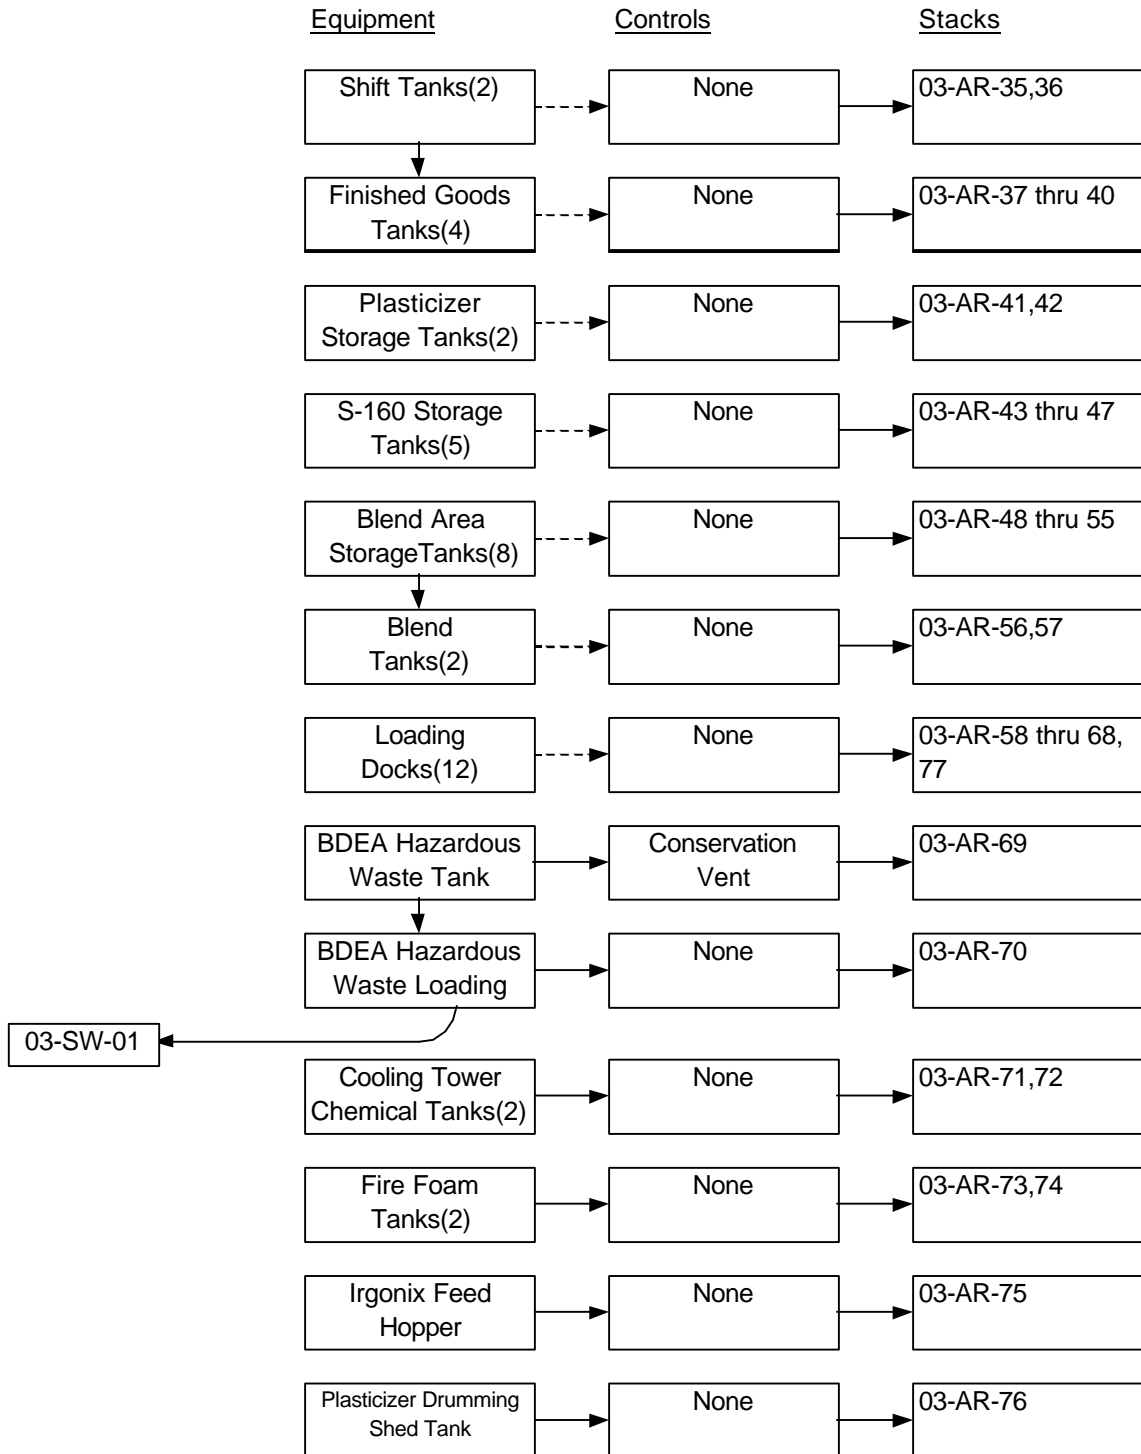 Equipment Controls Stacks
Shift Tanks(2) None 03-AR-35,36
Finished Goods None 03-AR-37 thru 40
Tanks(4)
Plasticizer None 03-AR-41,42
Storage Tanks(2)
S-160 Storage None 03-AR-43 thru 47
Tanks(5)
Blend Area None 03-AR-48 thru 55
StorageTanks(8)
Blend None 03-AR-56,57
Tanks(2)
Loading None 03-AR-58 thru 68,
Docks(12) 77
BDEA Hazardous Conservation 03-AR-69
Waste Tank Vent
BDEA Hazardous None 03-AR-70
Waste Loading
03-SW-01
Cooling Tower None 03-AR-71,72
Chemical Tanks(2)
Fire Foam None 03-AR-73,74
Tanks(2)
Irgonix Feed None 03-AR-75
Hopper
Plasticizer Drumming None 03-AR-76
Shed Tank